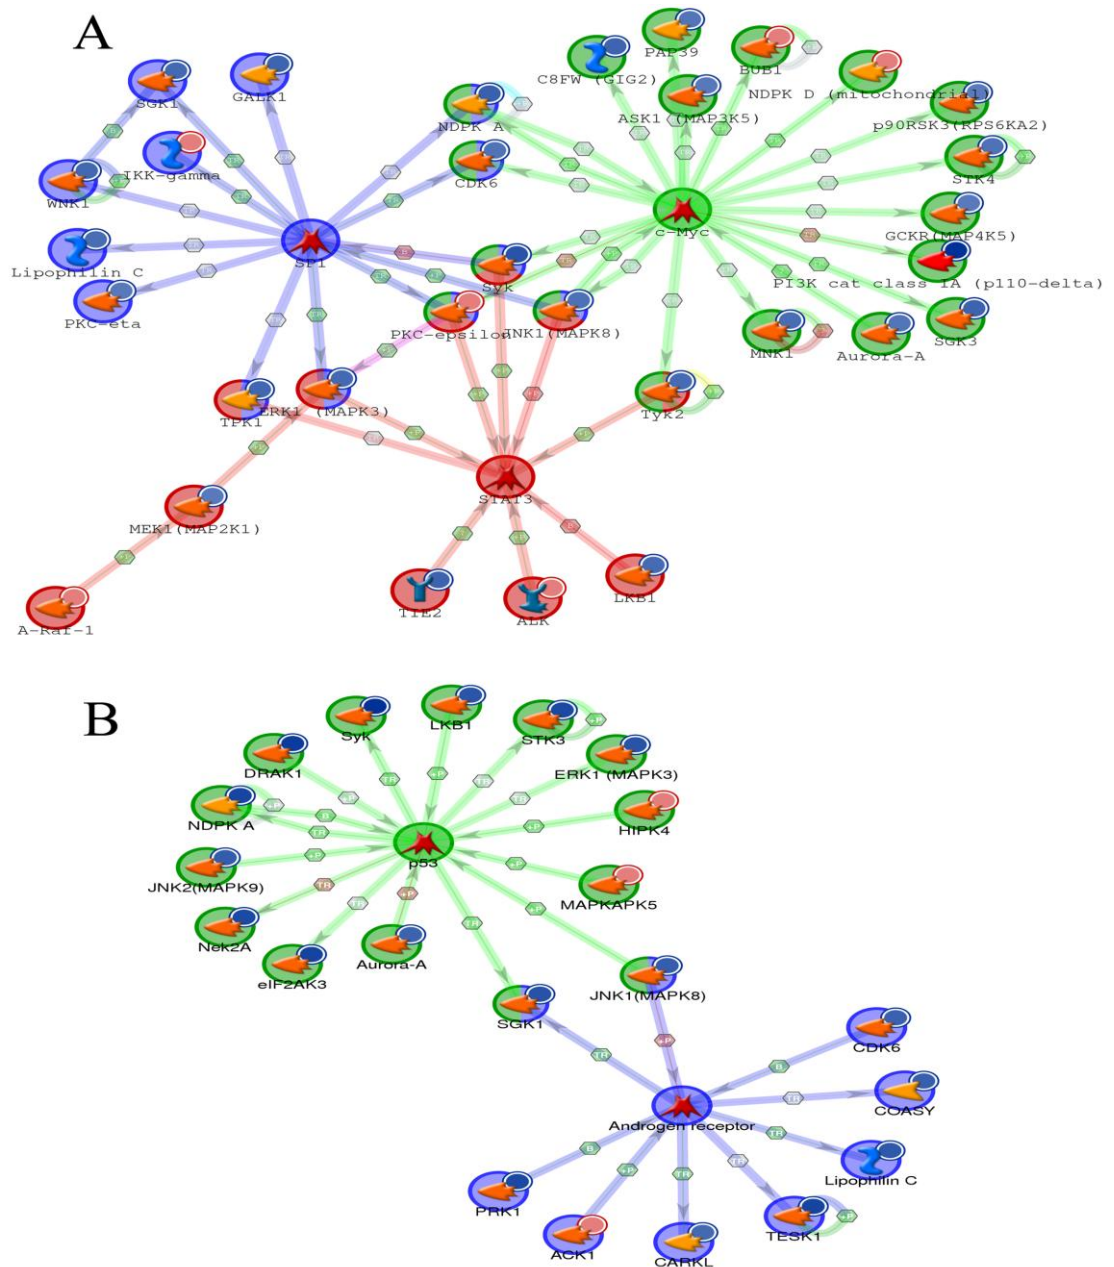 A
PAP39
C8FW (GIG2)
BUB1
SGK1
GALK1
NDPK D (mitochondrial)
NDPK A
ASK1 (MAP3K5)
p90RSK3(RPS6KA2)
IKK-gamma
CDK6
STK4
WNK1
c-Myc
GCKR(MAP4K5)
Lipophilin C
SP1
Syk
PI3K cat class IA (p110-delta)
PKC-eta
PKC-epsilon
JNK1(MAPK8)
MNK1
Aurora-A
SGK3
TPK1
ERK1 (MAPK3)
Tyk2
STAT3
MEK1(MAP2K1)
A-Raf-1
TIE2
ALK
LKB1
B
Syk
LKB1
STK3
DRAK1
ERK1 (MAPK3)
NDPK A
HIPK4
p53
JNK2(MAPK9)
MAPKAPK5
Nek2A
Aurora-A
eIF2AK3
JNK1(MAPK8)
SGK1
CDK6
COASY
Androgen receptor
Lipophilin C
PRK1
TESK1
ACK1
CARKL